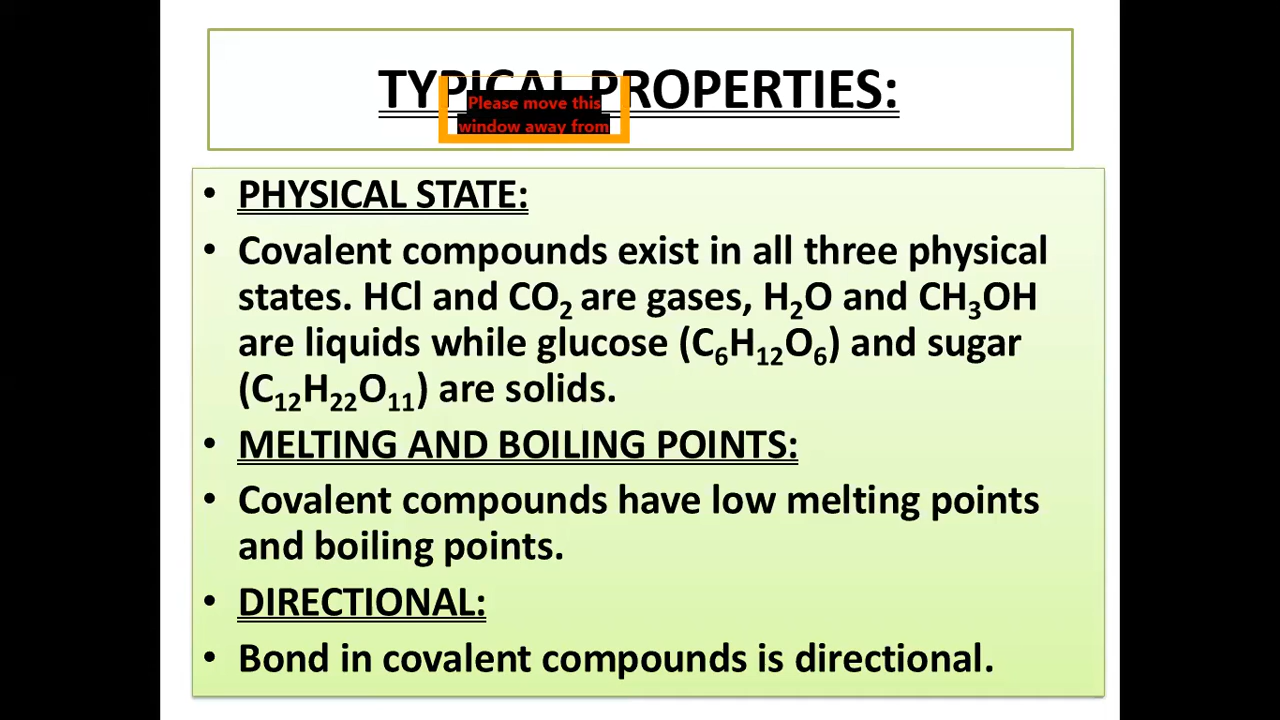 TYPICAL PROPERTIES:
Please move this
window away from
• PHYSICAL STATE:
• Covalent compounds exist in all three physical
states. HCl and CO₂ are gases, H₂O and CH₃OH
are liquids while glucose (C₆H₁₂O₆) and sugar
(C₁₂H₂₂O₁₁) are solids.
• MELTING AND BOILING POINTS:
• Covalent compounds have low melting points
and boiling points.
• DIRECTIONAL:
• Bond in covalent compounds is directional.